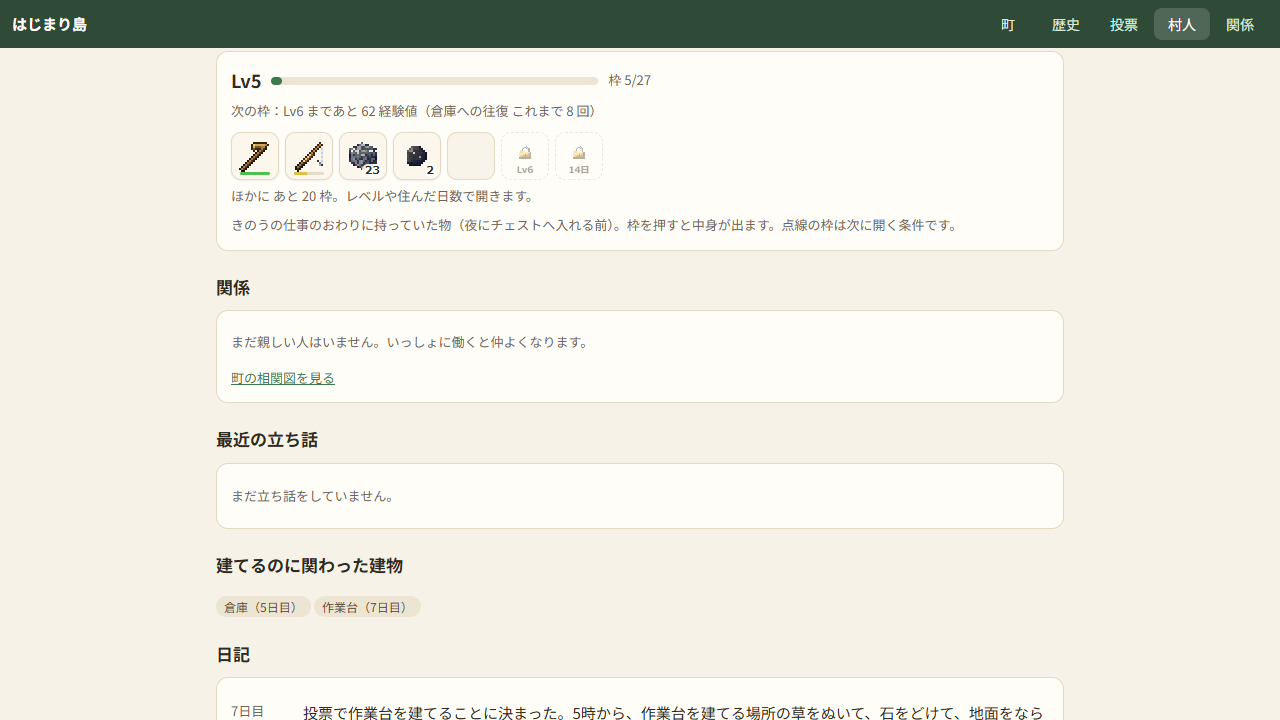 はじまり島
町
歴史
投票
村人
関係
Lv5
枠 5/27
次の枠：Lv6 まであと 62 経験値（倉庫への往復 これまで 8 回）
23
2
Lv6
14日
ほかに あと 20 枠。レベルや住んだ日数で開きます。
きのうの仕事のおわりに持っていた物（夜にチェストへ入れる前）。枠を押すと中身が出ます。点線の枠は次に開く条件です。
関係
まだ親しい人はいません。いっしょに働くと仲よくなります。
町の相関図を見る
最近の立ち話
まだ立ち話をしていません。
建てるのに関わった建物
倉庫（5日目）
作業台（7日目）
日記
7日目
投票で作業台を建てることに決まった。5時から、作業台を建てる場所の草をぬいて、石をどけて、地面をなら